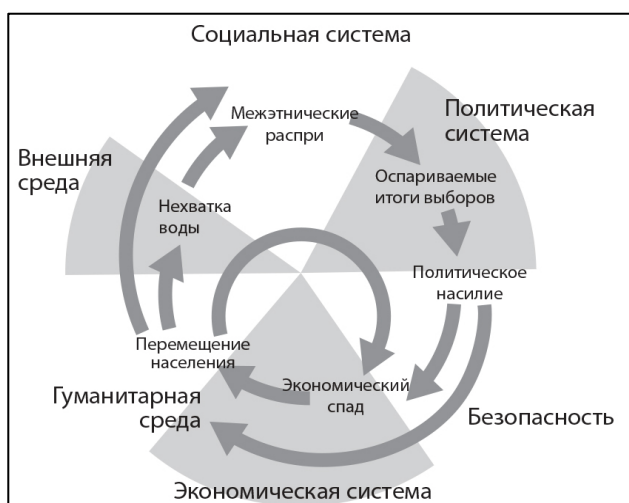 Социальная система
Межэтнические
распри
Политическая
система
Внешняя
среда
Оспариваемые
итоги выборов
Нехватка
воды
Политическое
насилие
Перемещение
населения
Экономический
спад
Гуманитарная
среда
Безопасность
Экономическая система